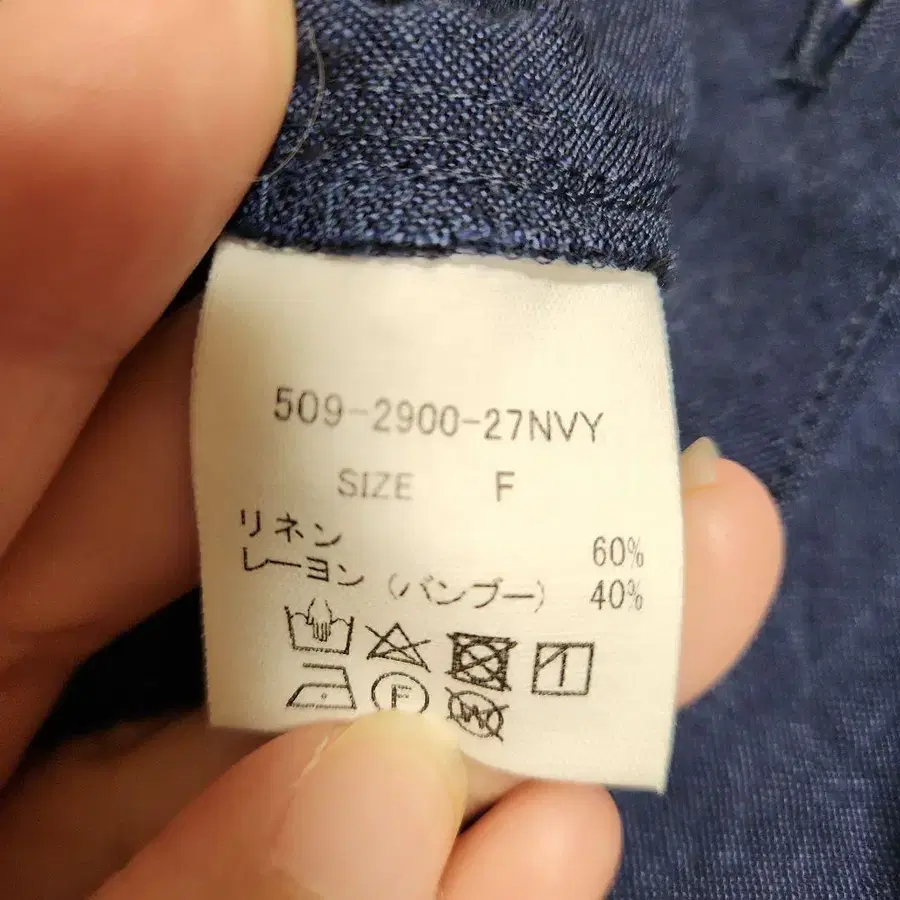 509-2900-27NVY
SIZE F
リネン 60%
レーヨン (バンブー) 40%
F
W